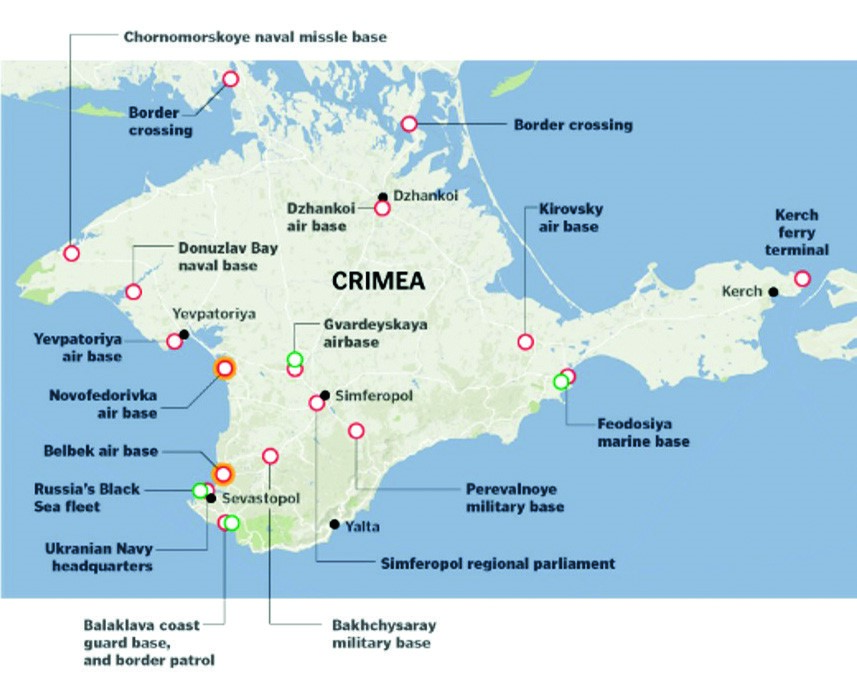 Chornomorskoye naval missle base
Border
crossing
Border crossing
Dzhankoi
Dzhankoi
air base
Kirovsky
air base
Kerch
ferry
terminal
Donuzlav Bay
naval base
CRIMEA
Kerch
Yevpatoriya
Gvardeyskaya
airbase
Yevpatoriya
air base
Novofedorivka
air base
Simferopol
Feodosiya
marine base
Belbek air base
Russia's Black
Sea fleet
Sevastopol
Perevalnoye
military base
Yalta
Ukranian Navy
headquarters
Simferopol regional parliament
Balaklava coast
guard base,
and border patrol
Bakhchysaray
military base